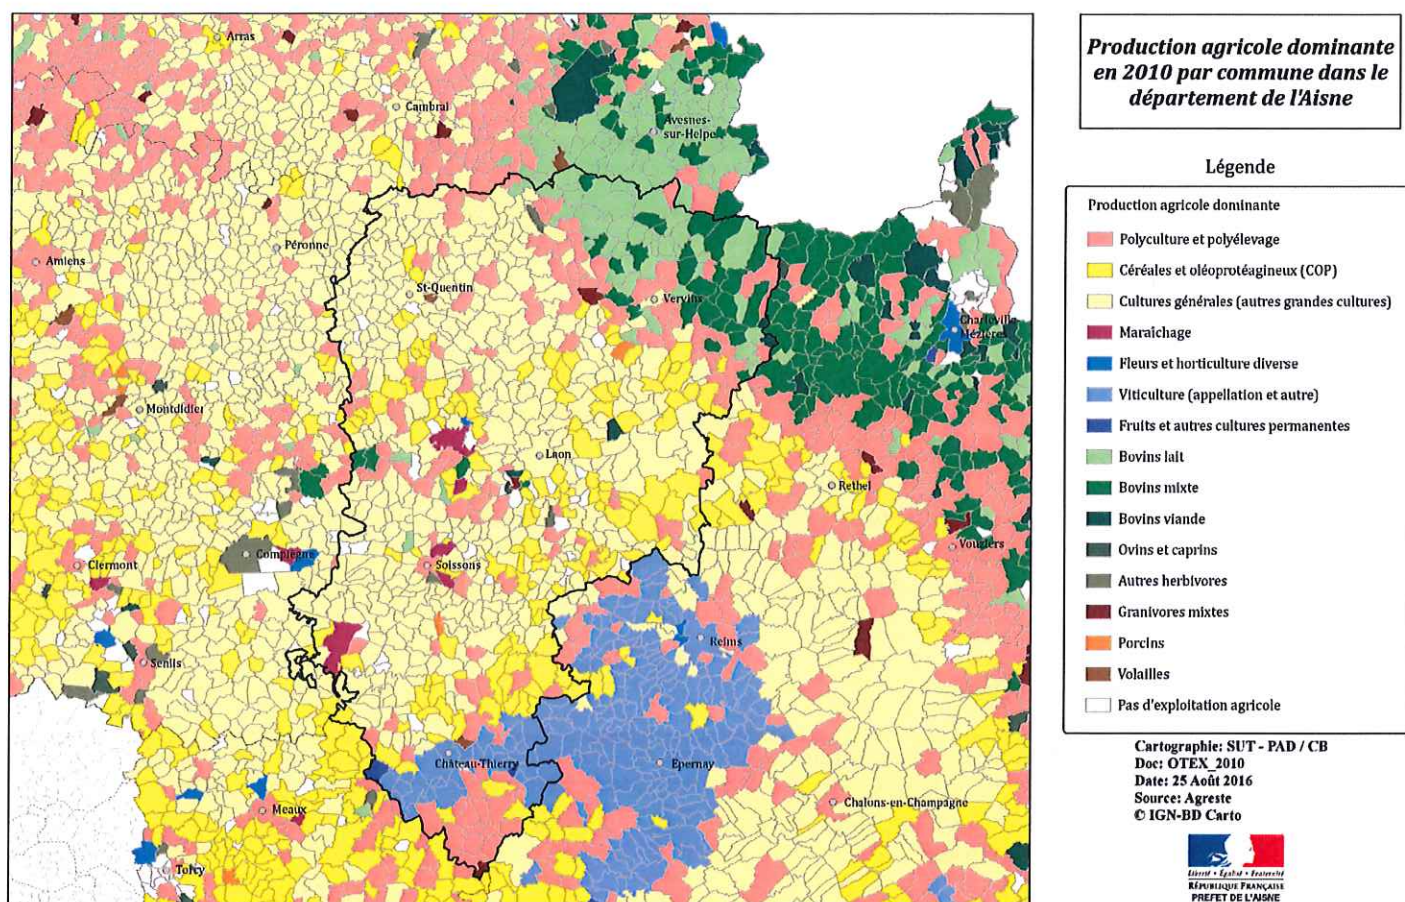 Production agricole dominante
en 2010 par commune dans le
département de l'Aisne
Légende
Production agricole dominante
Polyculture et polyélevage
Céréales et oléoprotéagineux (COP)
Cultures générales (autres grandes cultures)
Maraîchage
Fleurs et horticulture diverse
Viticulture (appellation et autre)
Fruits et autres cultures permanentes
Bovins lait
Bovins mixte
Bovins viande
Ovins et caprins
Autres herbivores
Granivores mixtes
Porcins
Volailles
Pas d'exploitation agricole
Cartographie: SUT - PAD / CB
Doc: OTEX_2010
Date: 25 Août 2016
Source: Agreste
© IGN-BD Carto
Liberté • Égalité • Fraternité
RÉPUBLIQUE FRANÇAISE
PREFET DE L'AISNE
Arras
Cambrai
Avesnes-
sur-Helpe
Péronne
Amiens
St-Quentin
Vervins
Charleville
Mézières
Montdidier
Laon
Rethel
Compiègne
Clermont
Soissons
Vouziers
Senlis
Reims
Château-Thierry
Epernay
Meaux
Chalons-en-Champagne
Torcy